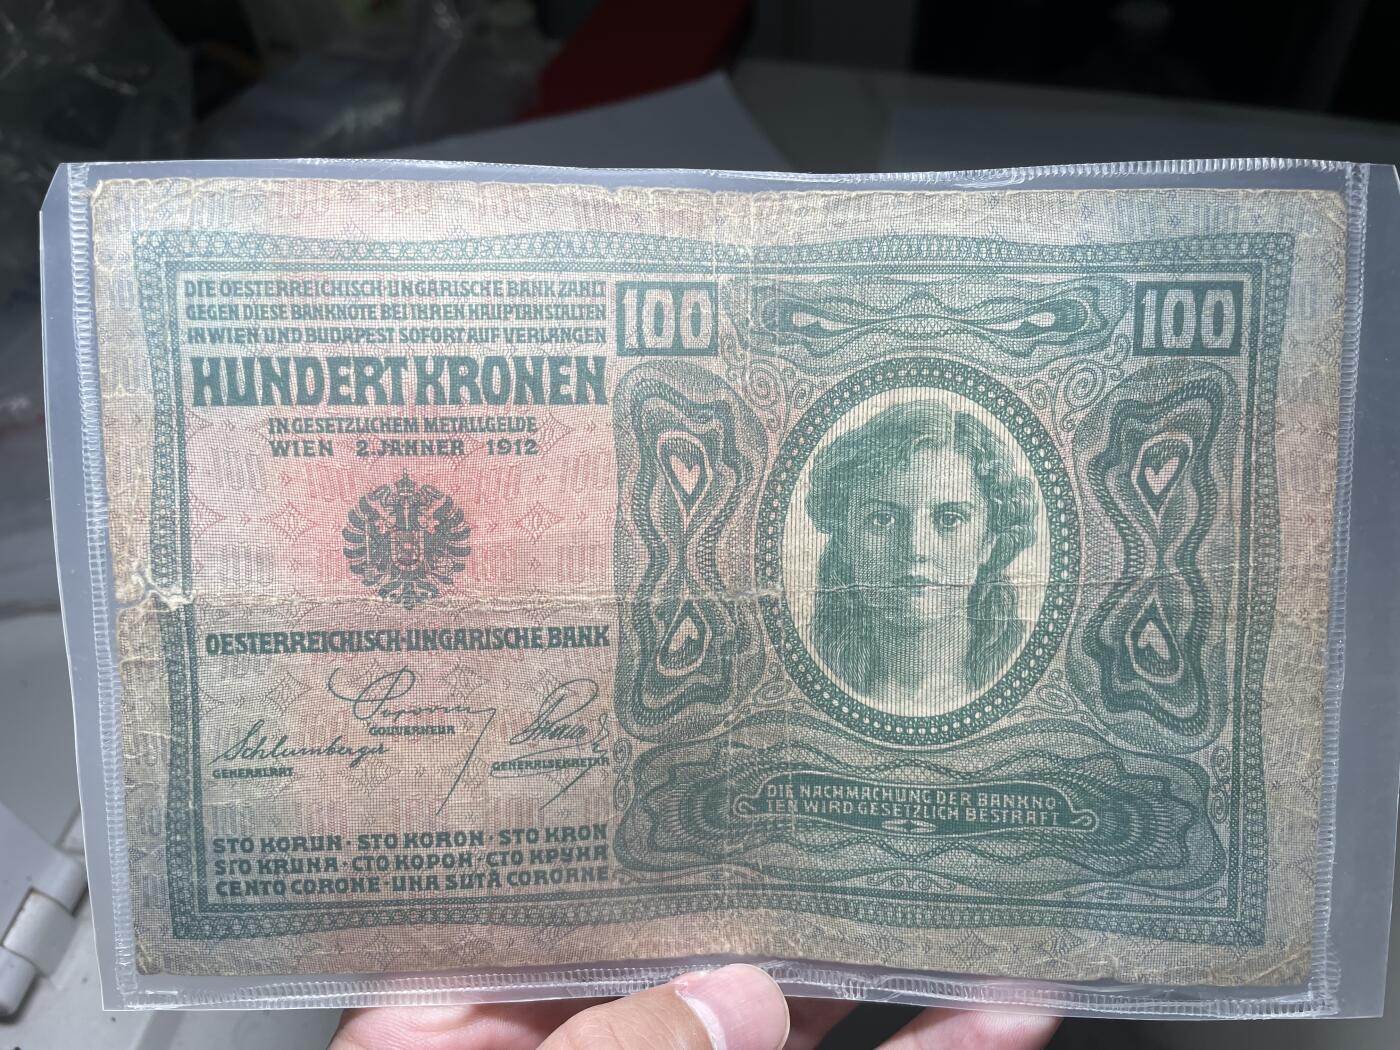 DIE OESTERREICHISCH-UNGARISCHE BANK ZAHLT
GEGEN DIESE BANKNOTE BEI IHREN HAUPTANSTALTEN
IN WIEN UND BUDAPEST SOFORT AUF VERLANGEN
HUNDERT KRONEN
IN GESETZLICHEM METALLGELDE
WIEN 2. JÄNNER 1912
OESTERREICHISCH-UNGARISCHE BANK
GOUVERNEUR
Schlumberger
GENERALRAT
GENERALSEKRETÄR
STO KORUN · STO KORON · STO KRON
STO KRUNA · СТО КОРОН · СТО КРУНА
CENTO CORONE · UNA SUTĂ COROANE
100
100
DIE NACHMACHUNG DER BANKNO
TEN WIRD GESETZLICH BESTRAFT